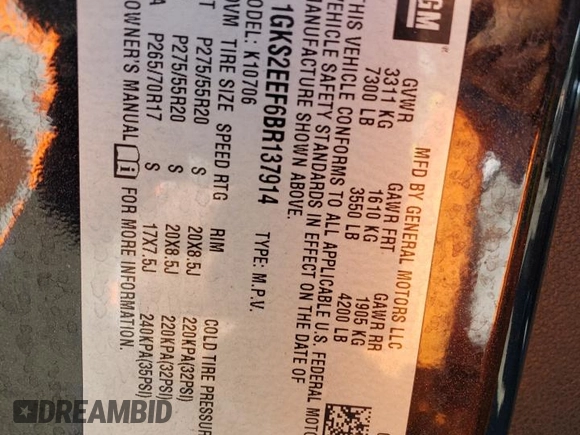 GM
MFD BY GENERAL MOTORS LLC
GVWR GAWR FRT GAWR RR
3311 KG 1610 KG 1905 KG
7300 LB 3550 LB 4200 LB
THIS VEHICLE CONFORMS TO ALL APPLICABLE U.S. FEDERAL MOTOR
VEHICLE SAFETY STANDARDS IN EFFECT ON THE DATE OF
MANUFACTURE SHOWN ABOVE.
1GKS2EEF6BR137914 TYPE: M.P.V.
MODEL: K10706
GVM TIRE SIZE SPEED RTG RIM COLD TIRE PRESSURE
P275/55R20 S 20X8.5J 220KPA(32PSI)
P275/55R20 S 20X8.5J 220KPA(32PSI)
P265/70R17 S 17X7.5J 240KPA(35PSI)
OWNER'S MANUAL FOR MORE INFORMATION.
DREAMBID